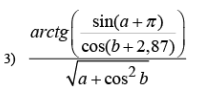 3) arctg( sin(a+π) / cos(b+2,87) )
√a+cos² b